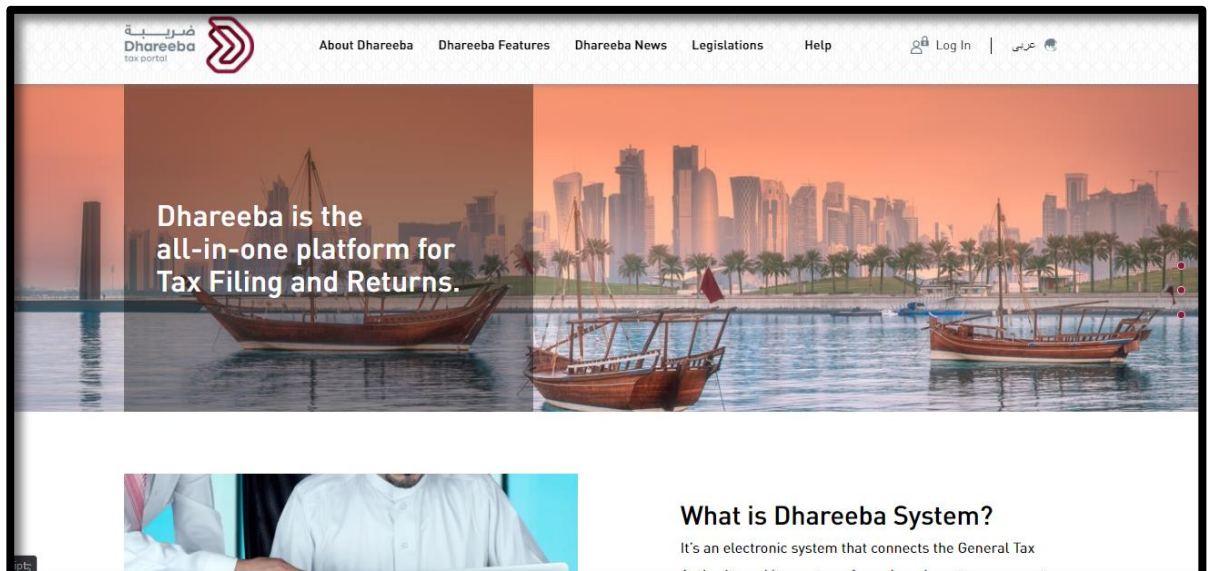 ضريبة
Dhareeba
tax portal
About Dhareeba Dhareeba Features Dhareeba News Legislations Help Log In | عربي
Dhareeba is the
all-in-one platform for
Tax Filing and Returns.
What is Dhareeba System?
It's an electronic system that connects the General Tax